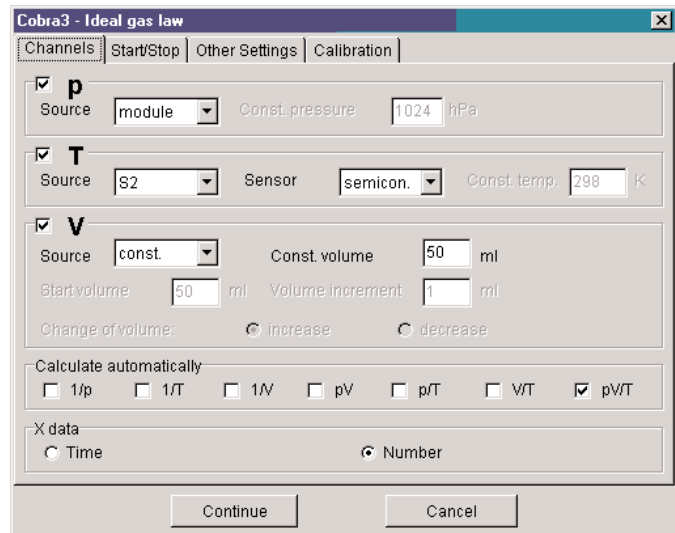 Cobra3 - Ideal gas law
Channels Start/Stop Other Settings Calibration
p
Source module Const. pressure 1024 hPa
T
Source S2 Sensor semicon. Const. temp. 298 K
V
Source const. Const. volume 50 ml
Start volume 50 ml Volume increment 1 ml
Change of volume: increase decrease
Calculate automatically
1/p 1/T 1/V pV p/T V/T pV/T
X data
Time Number
Continue Cancel